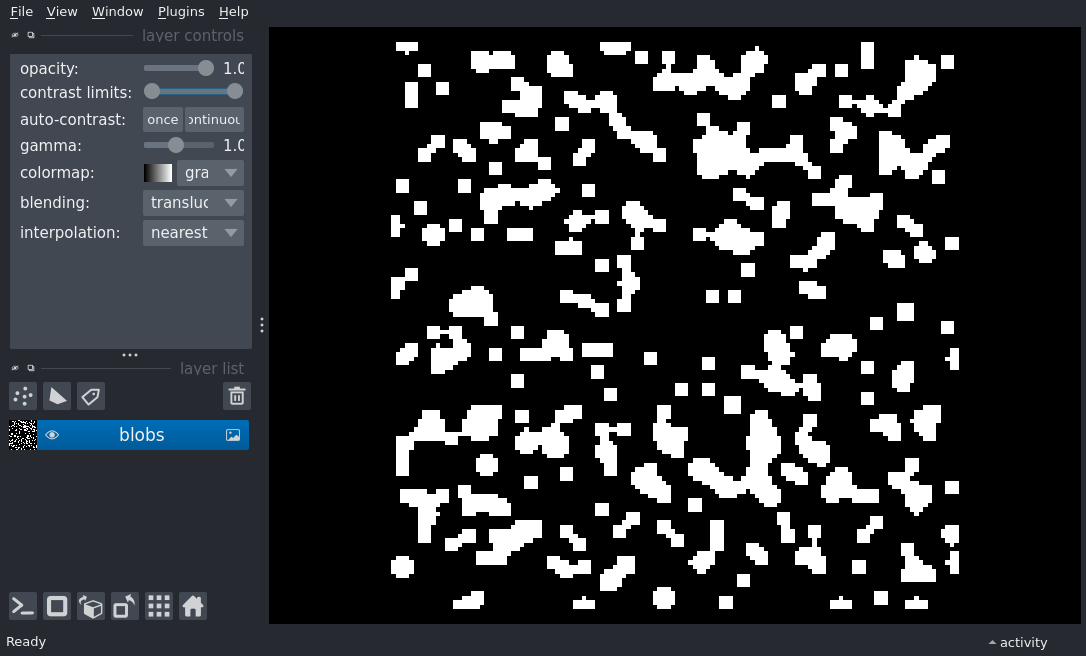 File View Window Plugins Help
layer controls
opacity: 1.0
contrast limits:
auto-contrast: once ontinuou
gamma: 1.0
colormap: gra
blending: transluc
interpolation: nearest
layer list
blobs
Ready activity